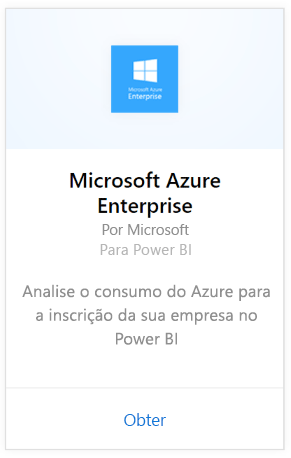 Microsoft Azure
Enterprise
Microsoft Azure
Enterprise
Por Microsoft
Para Power BI
Analise o consumo do Azure para
a inscrição da sua empresa no
Power BI
Obter